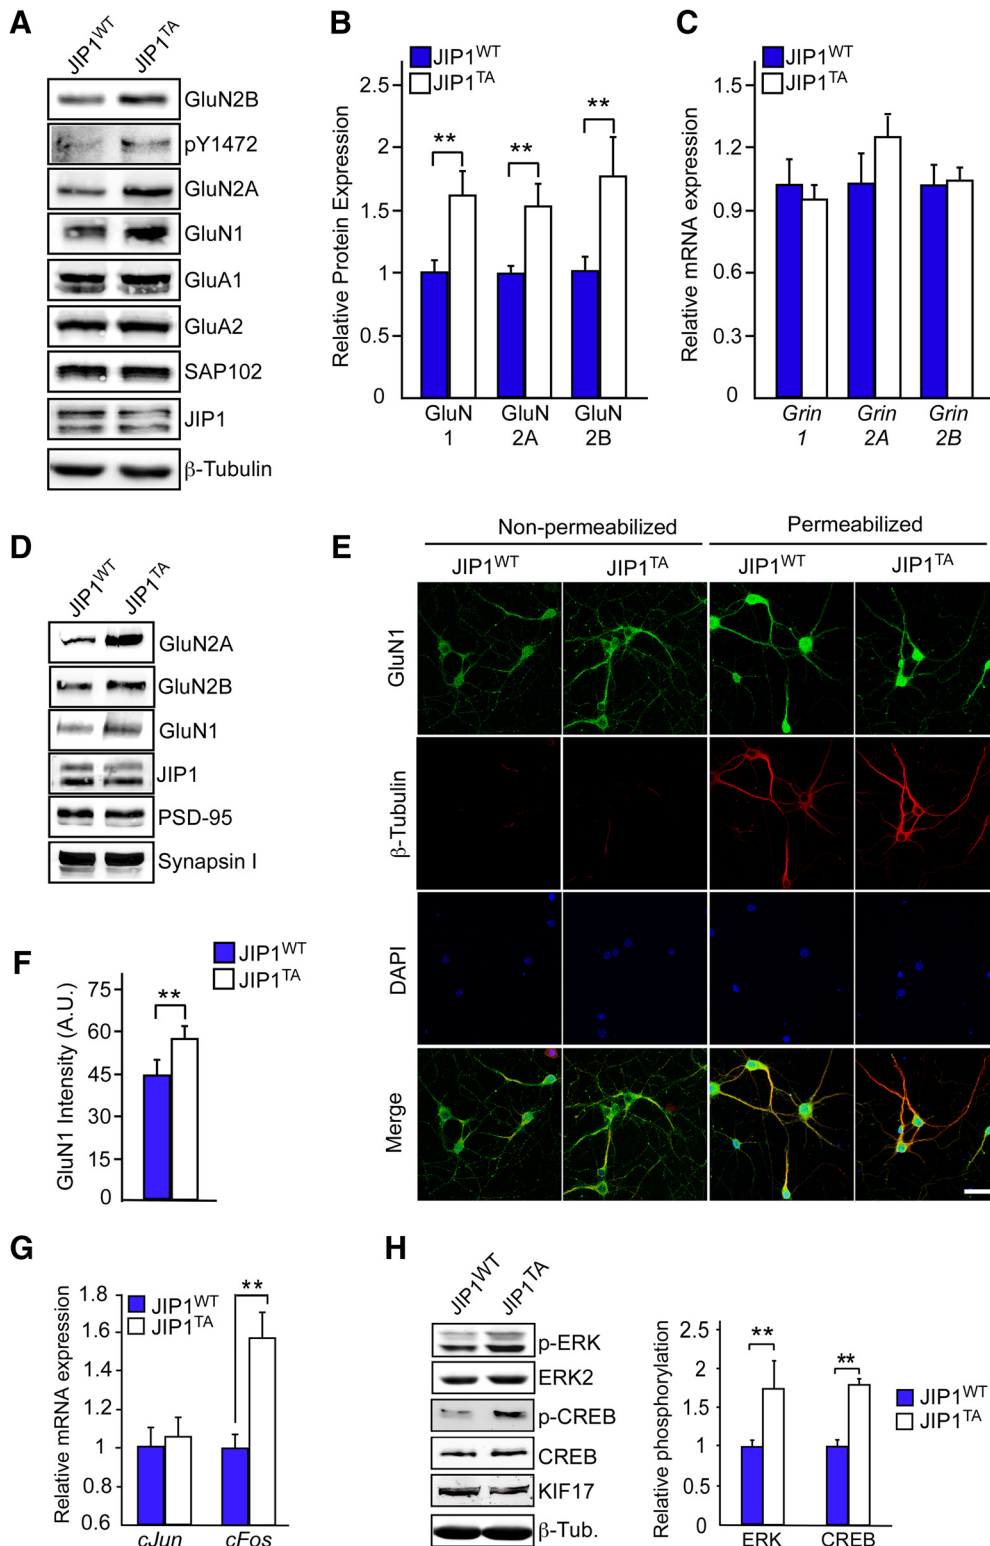 A
JIP1WT
JIP1TA
GluN2B
pY1472
GluN2A
GluN1
GluA1
GluA2
SAP102
JIP1
β-Tubulin
B
JIP1WT
JIP1TA
Relative Protein Expression
2.5
2
1.5
1
0.5
0
**
**
**
GluN
1
GluN
2A
GluN
2B
C
JIP1WT
JIP1TA
Relative mRNA expression
1.5
1.2
0.9
0.6
0.3
0
Grin
1
Grin
2A
Grin
2B
D
JIP1WT
JIP1TA
GluN2A
GluN2B
GluN1
JIP1
PSD-95
Synapsin I
E
Non-permeabilized
Permeabilized
JIP1WT
JIP1TA
JIP1WT
JIP1TA
GluN1
β-Tubulin
DAPI
Merge
F
JIP1WT
JIP1TA
GluN1 Intensity (A.U.)
75
60
45
30
15
0
**
G
JIP1WT
JIP1TA
Relative mRNA expression
1.8
1.6
1.4
1.2
1
0.8
0.6
**
cJun
cFos
H
JIP1WT
JIP1TA
p-ERK
ERK2
p-CREB
CREB
KIF17
β-Tub.
Relative phosphorylation
2.5
2
1.5
1
0.5
0
**
**
ERK
CREB
JIP1WT
JIP1TA